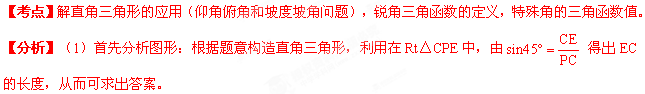 【考点】解直角三角形的应用（仰角俯角和坡度坡角问题），锐角三角函数的定义，特殊角的三角函数值。
【分析】（1）首先分析图形：根据题意构造直角三角形，利用在Rt△CPE中，由sin45°=CE/PC 得出EC
的长度，从而可求出答案。